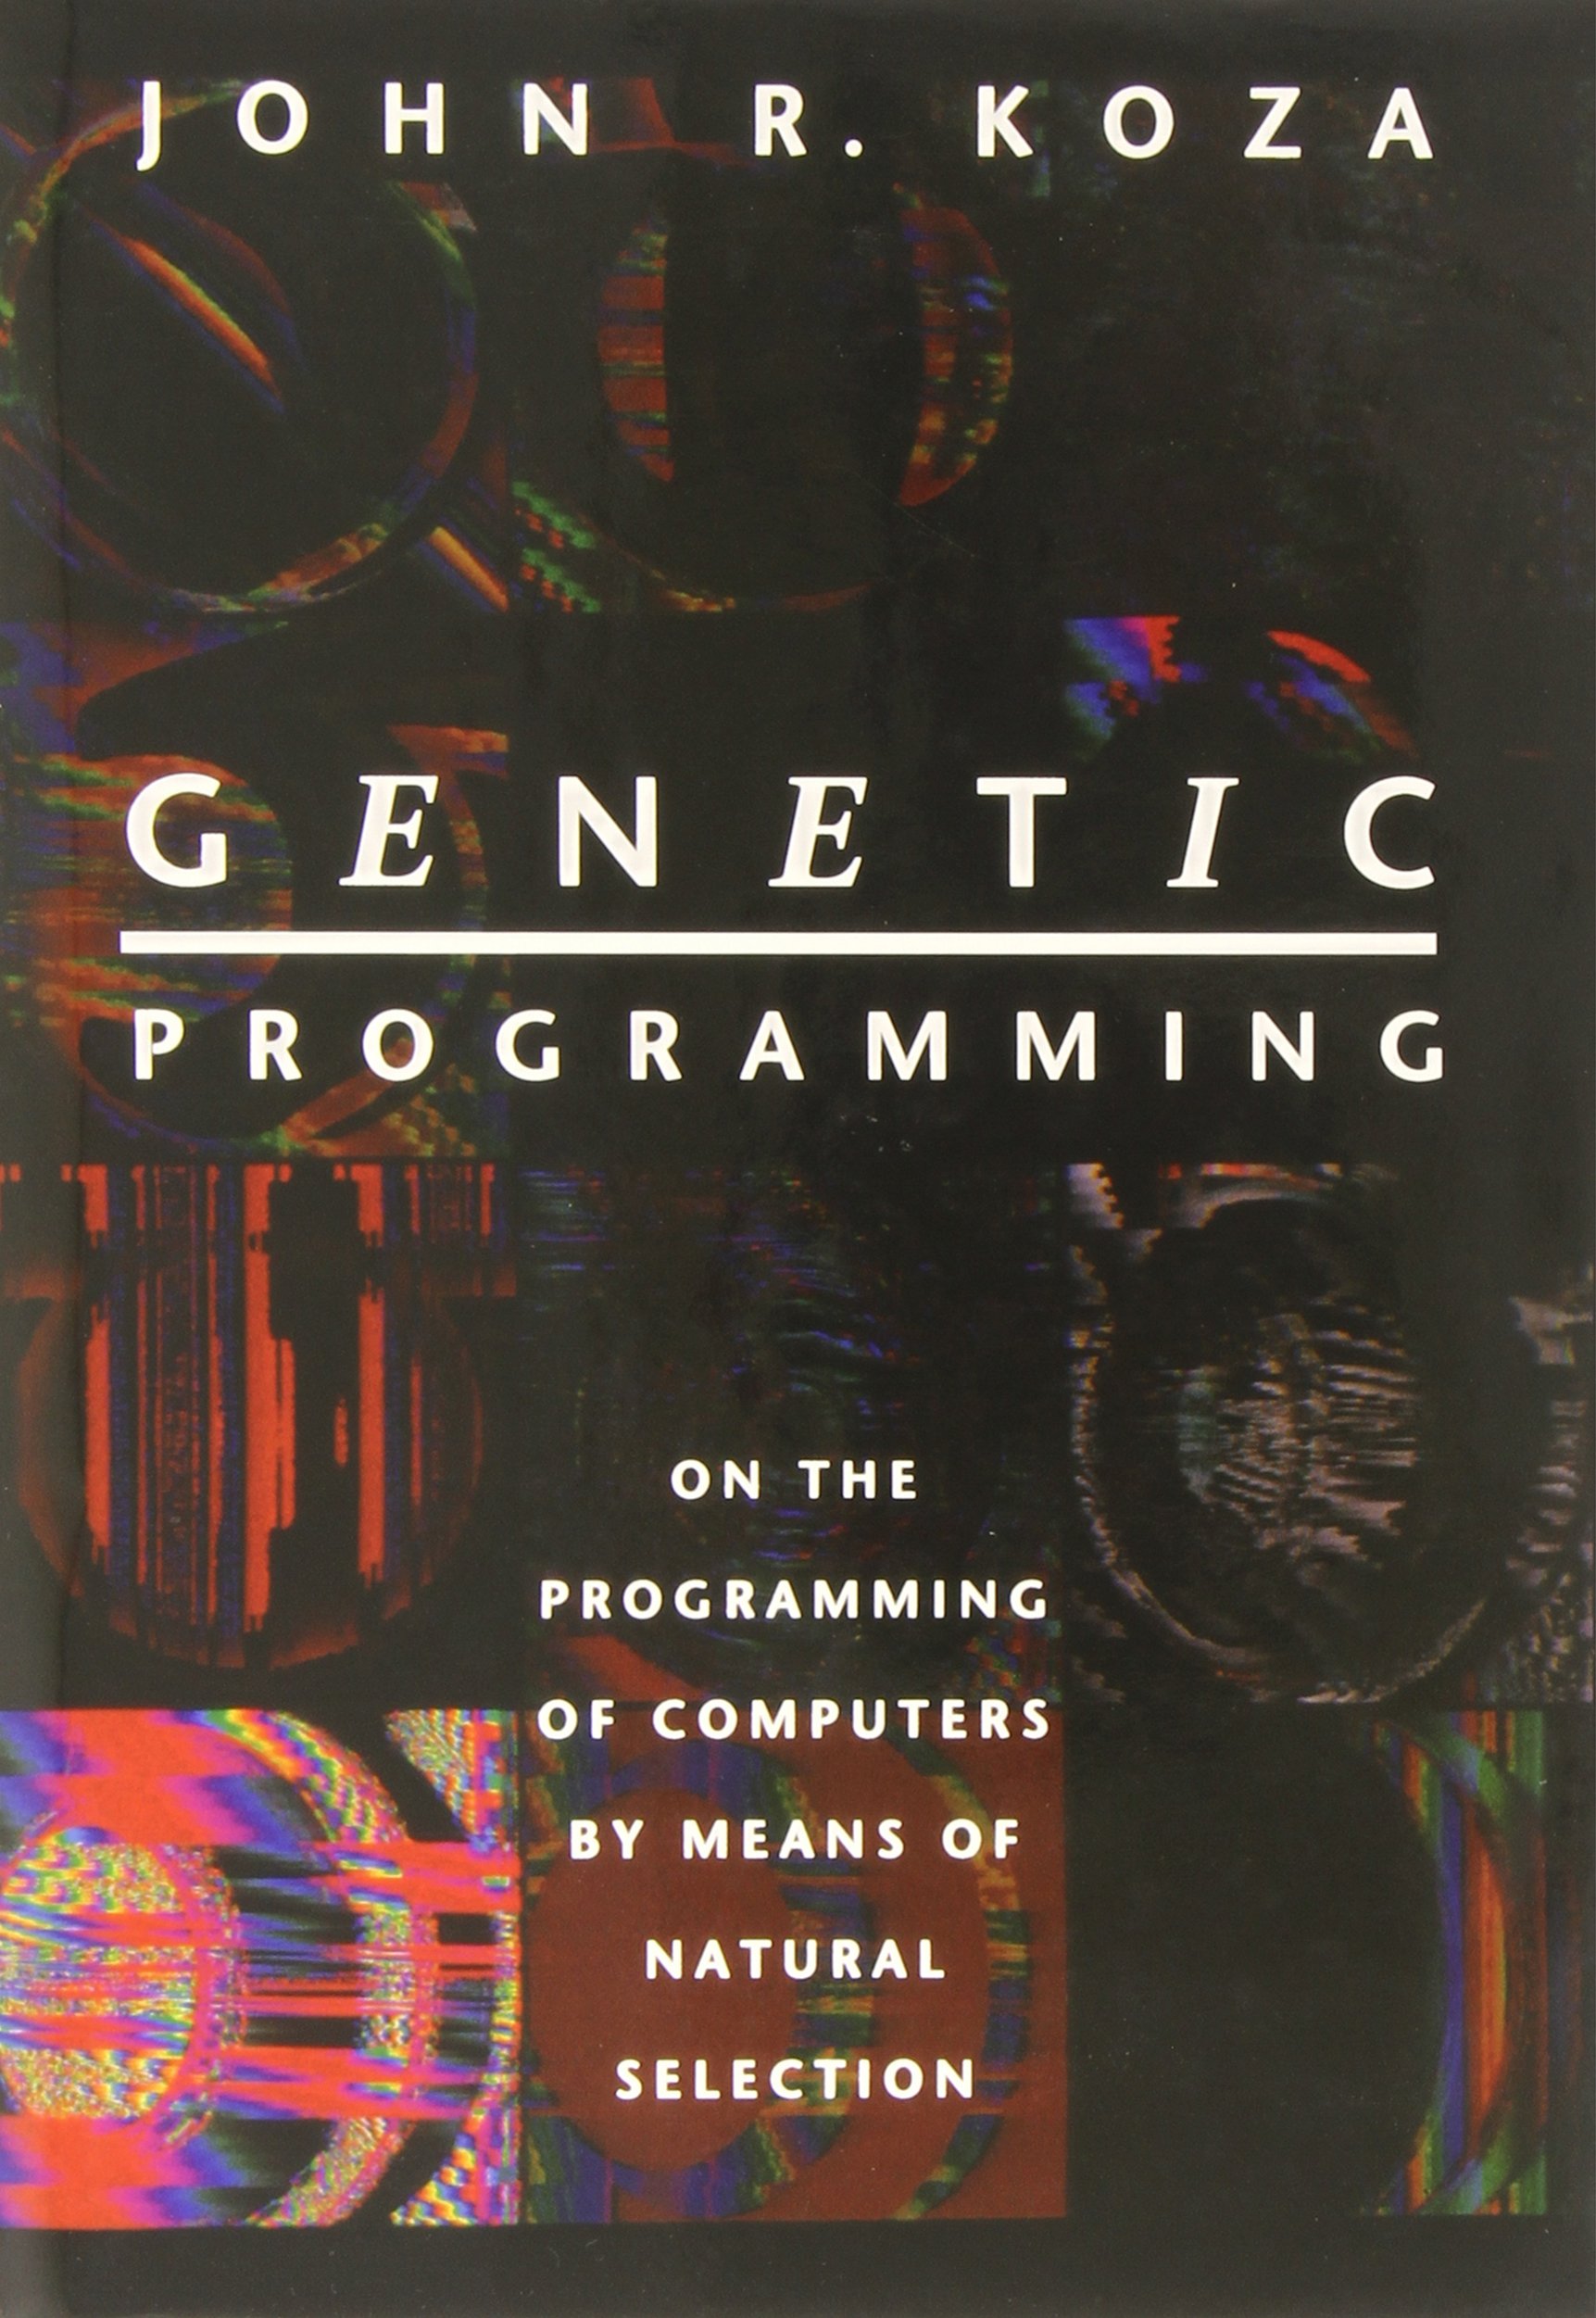 JOHN R. KOZA
GENETIC
PROGRAMMING
ON THE
PROGRAMMING
OF COMPUTERS
BY MEANS OF
NATURAL
SELECTION